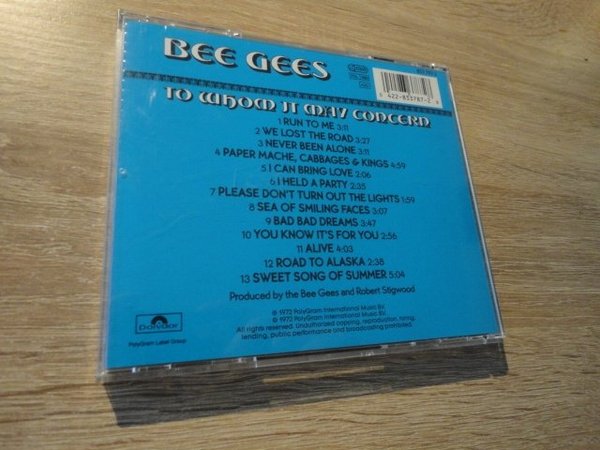 BEE GEES
TO WHOM IT MAY CONCERN
1 RUN TO ME 3:11
2 WE LOST THE ROAD 3:27
3 NEVER BEEN ALONE 3:11
4 PAPER MACHE, CABBAGES & KINGS 4:59
5 I CAN BRING LOVE 2:06
6 I HELD A PARTY 2:35
7 PLEASE DON'T TURN OUT THE LIGHTS 1:59
8 SEA OF SMILING FACES 3:07
9 BAD BAD DREAMS 3:47
10 YOU KNOW IT'S FOR YOU 2:56
11 ALIVE 4:03
12 ROAD TO ALASKA 2:38
13 SWEET SONG OF SUMMER 5:04
Produced by the Bee Gees and Robert Stigwood
℗ 1972 PolyGram International Music B.V.
© 1972 PolyGram International Music B.V.
All rights reserved. Unauthorized copying, reproduction, hiring,
lending, public performance and broadcasting prohibited.
Polydor
PolyGram Label Group